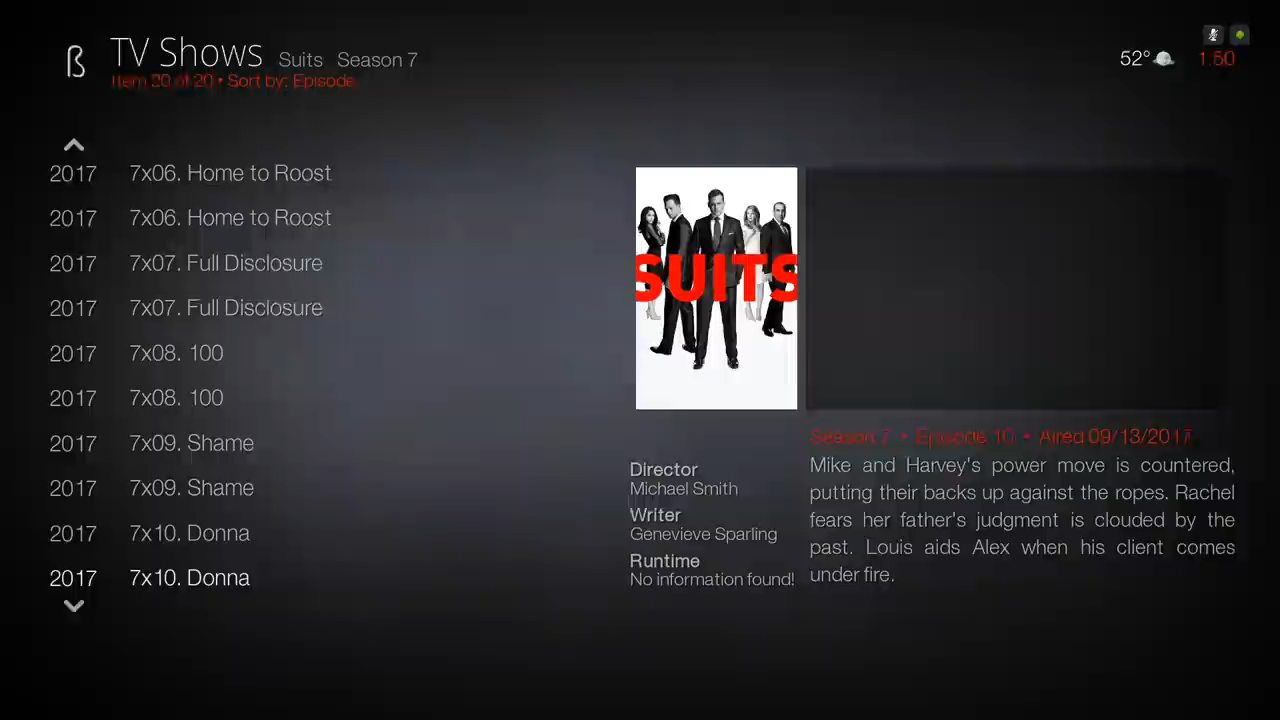 ß TV Shows Suits Season 7
Item 20 of 20 • Sort by: Episode
52° 1:50
2017 7x06. Home to Roost
2017 7x06. Home to Roost
2017 7x07. Full Disclosure
2017 7x07. Full Disclosure
2017 7x08. 100
2017 7x08. 100
2017 7x09. Shame
2017 7x09. Shame
2017 7x10. Donna
2017 7x10. Donna
SUITS
Season 7 • Episode 10 • Aired 09/13/2017
Mike and Harvey's power move is countered,
putting their backs up against the ropes. Rachel
fears her father's judgment is clouded by the
past. Louis aids Alex when his client comes
under fire.
Director
Michael Smith
Writer
Genevieve Sparling
Runtime
No information found!